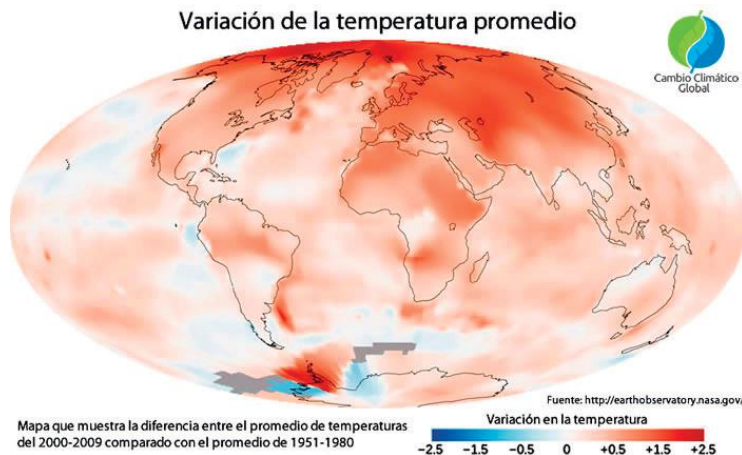 Variación de la temperatura promedio
Cambio Climático
Global
Fuente: http://earthobservatory.nasa.gov/
Mapa que muestra la diferencia entre el promedio de temperaturas
del 2000-2009 comparado con el promedio de 1951-1980
Variación en la temperatura
−2.5 −1.5 −0.5 0 +0.5 +1.5 +2.5